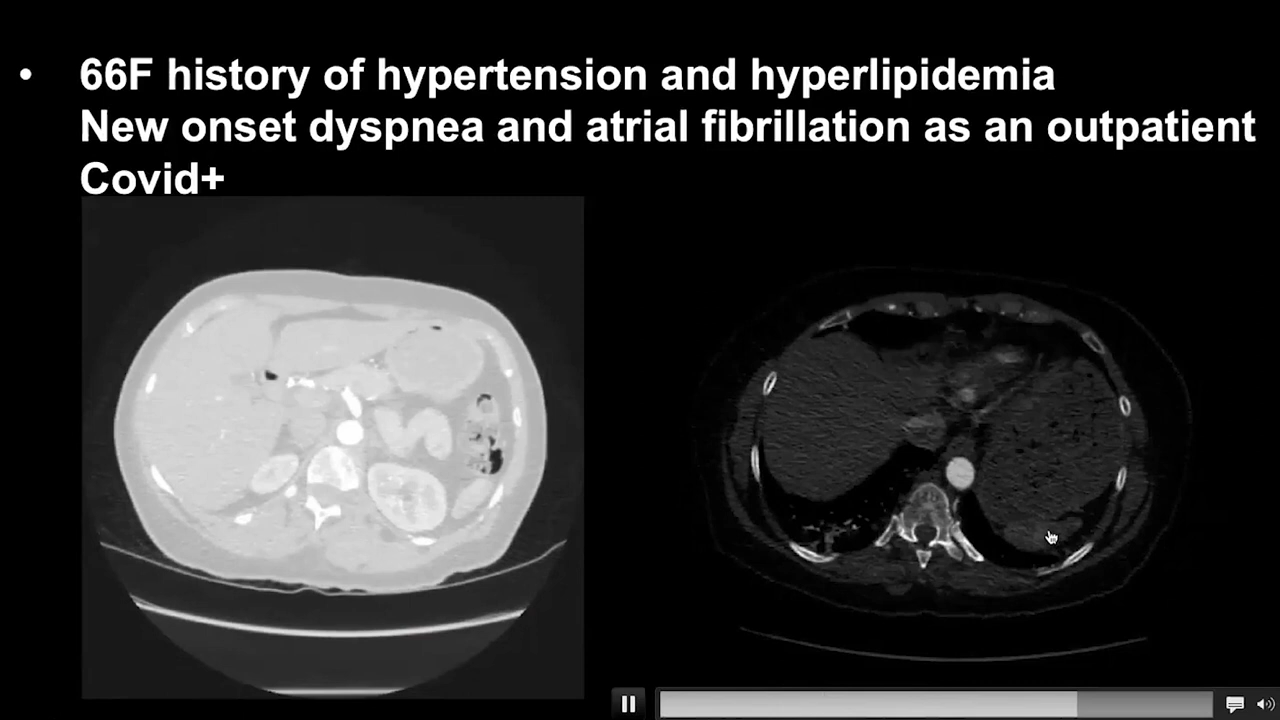 • 66F history of hypertension and hyperlipidemia
New onset dyspnea and atrial fibrillation as an outpatient
Covid+